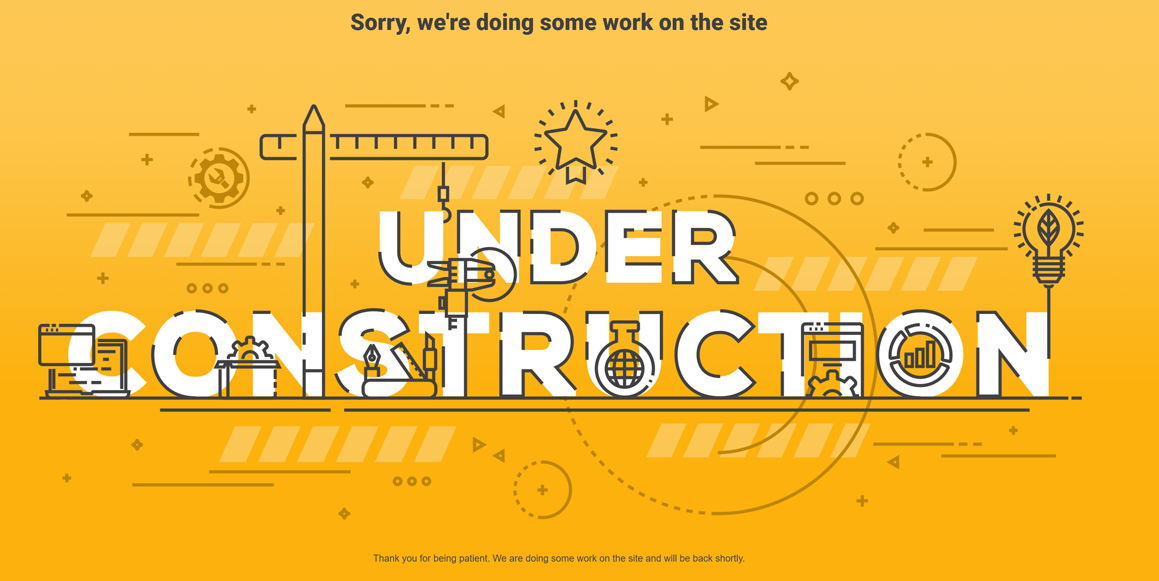 Sorry, we're doing some work on the site
UNDER
CONSTRUCTION
Thank you for being patient. We are doing some work on the site and will be back shortly.